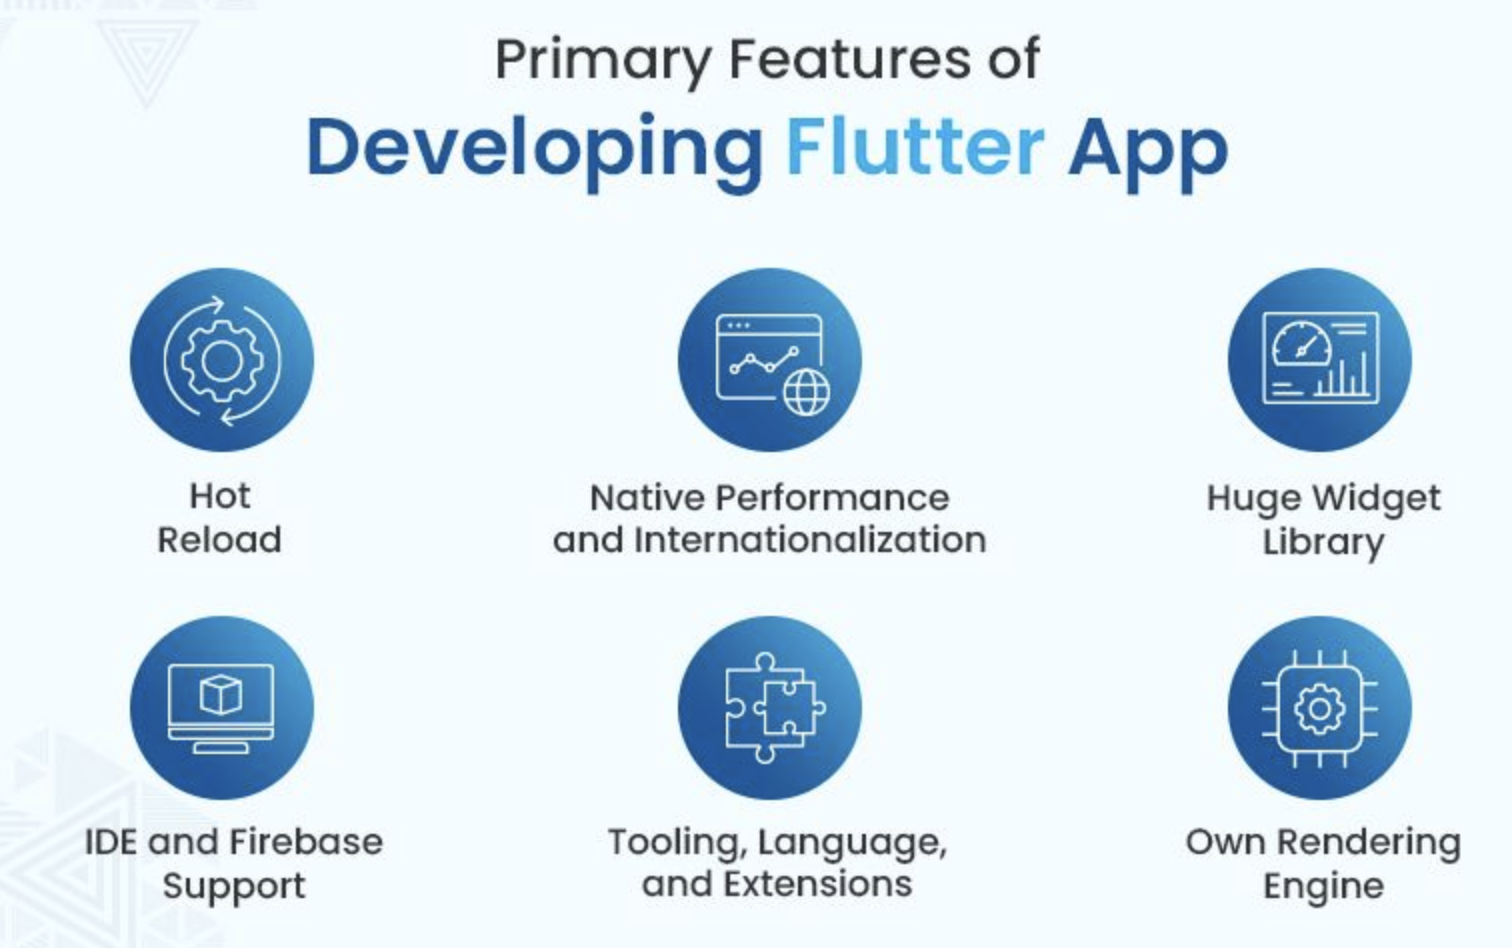 Primary Features of
Developing Flutter App
Hot
Reload
Native Performance
and Internationalization
Huge Widget
Library
IDE and Firebase
Support
Tooling, Language,
and Extensions
Own Rendering
Engine